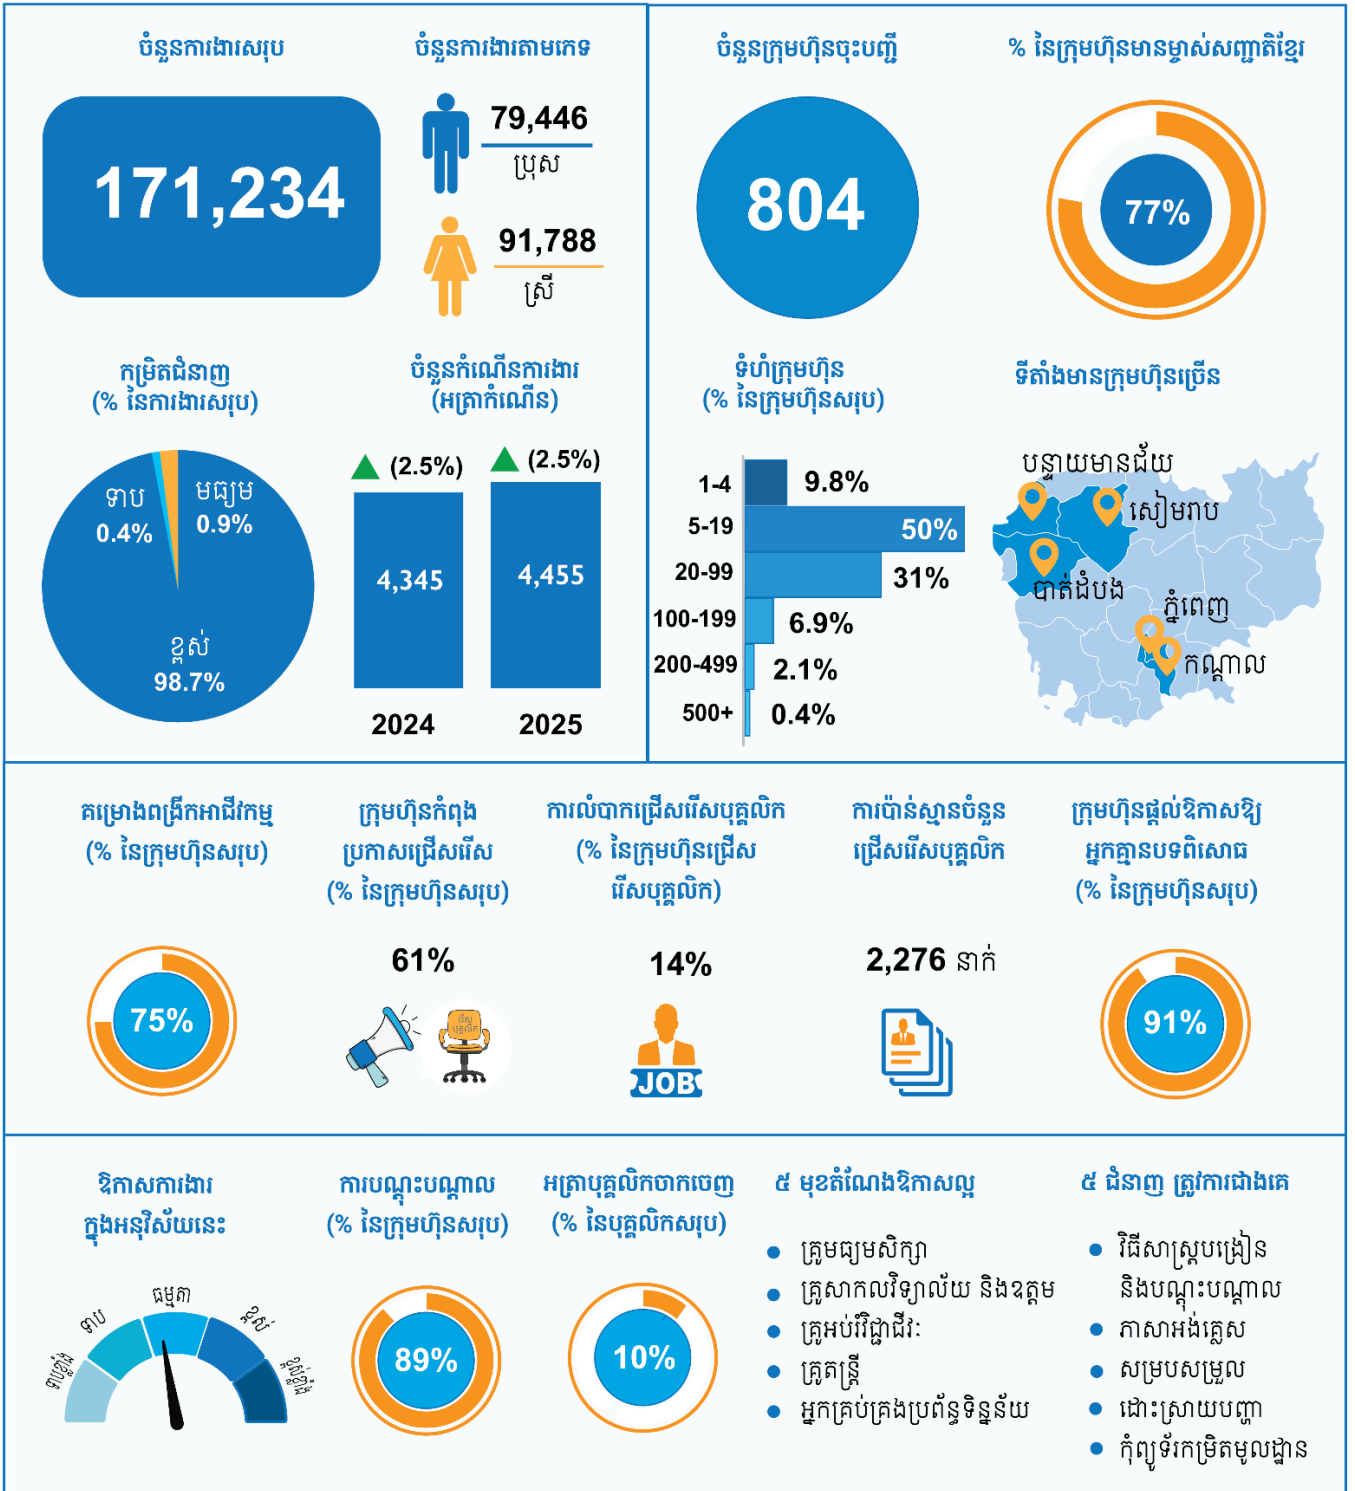 ចំនួនការងារសរុប
171,234
ចំនួនការងារតាមភេទ
79,446
ប្រុស
91,788
ស្រី
កម្រិតជំនាញ
(% នៃការងារសរុប)
ទាប
0.4%
មធ្យម
0.9%
ខ្ពស់
98.7%
ចំនួនកំណើនការងារ
(អត្រាកំណើន)
(2.5%)
(2.5%)
4,345
4,455
2024
2025
ចំនួនក្រុមហ៊ុនចុះបញ្ជី
804
% នៃក្រុមហ៊ុនមានម្ចាស់សញ្ជាតិខ្មែរ
77%
ទំហំក្រុមហ៊ុន
(% នៃក្រុមហ៊ុនសរុប)
1-4
9.8%
5-19
50%
20-99
31%
100-199
6.9%
200-499
2.1%
500+
0.4%
ទីតាំងមានក្រុមហ៊ុនច្រើន
បន្ទាយមានជ័យ
សៀមរាប
បាត់ដំបង
ភ្នំពេញ
កណ្តាល
គម្រោងពង្រីកអាជីវកម្ម
(% នៃក្រុមហ៊ុនសរុប)
75%
ក្រុមហ៊ុនកំពុង
ប្រកាសជ្រើសរើស
(% នៃក្រុមហ៊ុនសរុប)
61%
រើស
បុគ្គលិក
ការលំបាកជ្រើសរើសបុគ្គលិក
(% នៃក្រុមហ៊ុនជ្រើស
រើសបុគ្គលិក)
14%
JOB
ការប៉ាន់ស្មានចំនួន
ជ្រើសរើសបុគ្គលិក
2,276 នាក់
ក្រុមហ៊ុនផ្តល់ឱកាសឱ្យ
អ្នកគ្មានបទពិសោធ
(% នៃក្រុមហ៊ុនសរុប)
91%
ឱកាសការងារ
ក្នុងអនុវិស័យនេះ
ទាបខ្លាំង
ទាប
ធម្មតា
ខ្ពស់
ខ្ពស់ខ្លាំង
ការបណ្តុះបណ្តាល
(% នៃក្រុមហ៊ុនសរុប)
89%
អត្រាបុគ្គលិកចាកចេញ
(% នៃបុគ្គលិកសរុប)
10%
៥ មុខតំណែងឱកាសល្អ
● គ្រូមធ្យមសិក្សា
● គ្រូសាកលវិទ្យាល័យ និងឧត្តម
● គ្រូអប់រំវិជ្ជាជីវ:
● គ្រូតន្ត្រី
● អ្នកគ្រប់គ្រងប្រព័ន្ធទិន្នន័យ
៥ ជំនាញ ត្រូវការជាងគេ
● វិធីសាស្ត្របង្រៀន
និងបណ្តុះបណ្តាល
● ភាសាអង់គ្លេស
● សម្របសម្រួល
● ដោះស្រាយបញ្ហា
● កុំព្យូទ័រកម្រិតមូលដ្ឋាន